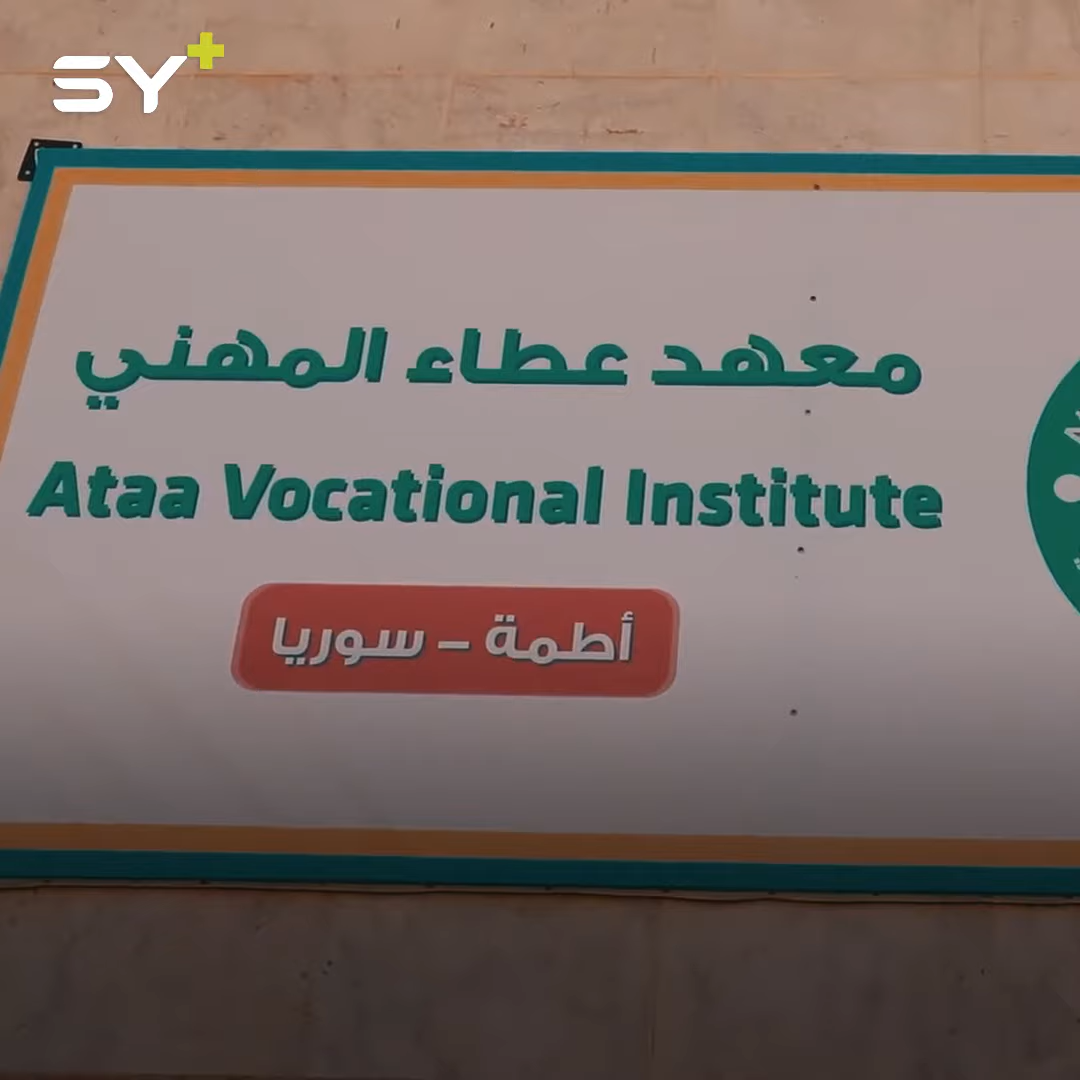 SY+
معهد عطاء المهني
Ataa Vocational Institute
أطمة - سوريا